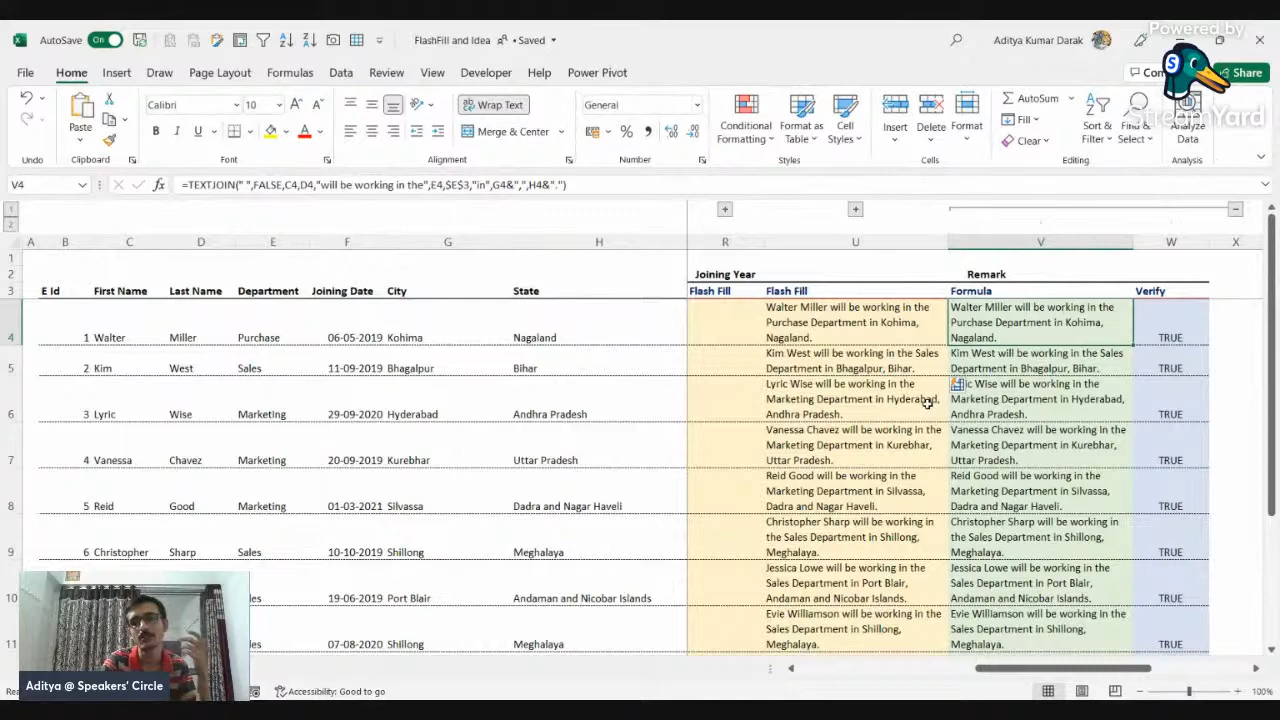 Powered by
StreamYard
AutoSave On FlashFill and Idea • Saved Aditya Kumar Darak
File Home Insert Draw Page Layout Formulas Data Review View Developer Help Power Pivot Share
Paste Calibri 10 Wrap Text General Conditional Formatting Format as Table Cell Styles Insert Delete Format AutoSum Sort & Filter Analyze Data
B I U Merge & Center % Fill
Clear
Undo Clipboard Font Alignment Number Styles Cells Editing Analysis
V4 fx =TEXTJOIN(" ",FALSE,C4,D4,"will be working in the",E4,$E$3,"in",G4&",",H4&".")
1
2
A B C D E F G H R U V W X
1
2 Joining Year Remark
3 E Id First Name Last Name Department Joining Date City State Flash Fill Flash Fill Formula Verify
Walter Miller will be working in the Walter Miller will be working in the
Purchase Department in Kohima, Purchase Department in Kohima,
4 1 Walter Miller Purchase 06-05-2019 Kohima Nagaland Nagaland. Nagaland. TRUE
Kim West will be working in the Sales Kim West will be working in the Sales
5 2 Kim West Sales 11-09-2019 Bhagalpur Bihar Department in Bhagalpur, Bihar. Department in Bhagalpur, Bihar. TRUE
Lyric Wise will be working in the ic Wise will be working in the
Marketing Department in Hyderabad, Marketing Department in Hyderabad,
6 3 Lyric Wise Marketing 29-09-2020 Hyderabad Andhra Pradesh Andhra Pradesh. Andhra Pradesh. TRUE
Vanessa Chavez will be working in the Vanessa Chavez will be working in the
Marketing Department in Kurebhar, Marketing Department in Kurebhar,
7 4 Vanessa Chavez Marketing 20-09-2019 Kurebhar Uttar Pradesh Uttar Pradesh. Uttar Pradesh. TRUE
Reid Good will be working in the Reid Good will be working in the
Marketing Department in Silvassa, Marketing Department in Silvassa,
8 5 Reid Good Marketing 01-03-2021 Silvassa Dadra and Nagar Haveli Dadra and Nagar Haveli. Dadra and Nagar Haveli. TRUE
Christopher Sharp will be working in Christopher Sharp will be working in
the Sales Department in Shillong, the Sales Department in Shillong,
9 6 Christopher Sharp Sales 10-10-2019 Shillong Meghalaya Meghalaya. Meghalaya. TRUE
Jessica Lowe will be working in the Jessica Lowe will be working in the
Sales Department in Port Blair, Sales Department in Port Blair,
10 les 19-06-2019 Port Blair Andaman and Nicobar Islands Andaman and Nicobar Islands. Andaman and Nicobar Islands. TRUE
Evie Williamson will be working in the Evie Williamson will be working in the
Sales Department in Shillong, Sales Department in Shillong,
11 les 07-08-2020 Shillong Meghalaya Meghalaya. Meghalaya. TRUE
Aditya @ Speakers' Circle
Accessibility: Good to go 100%